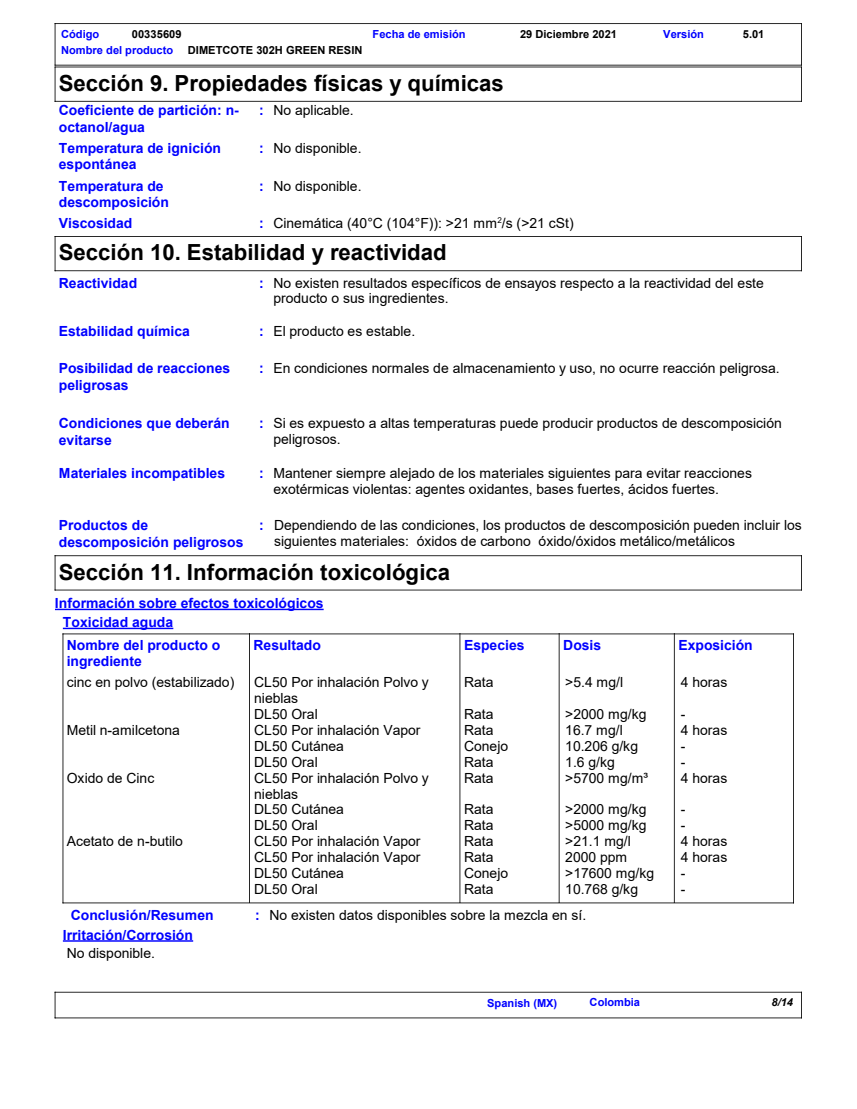 Código 00335609 Fecha de emisión 29 Diciembre 2021 Versión 5.01
Nombre del producto DIMETCOTE 302H GREEN RESIN
Sección 9. Propiedades físicas y químicas
Coeficiente de partición: n- : No aplicable.
octanol/agua
Temperatura de ignición : No disponible.
espontánea
Temperatura de : No disponible.
descomposición
Viscosidad : Cinemática (40°C (104°F)): >21 mm²/s (>21 cSt)
Sección 10. Estabilidad y reactividad
Reactividad : No existen resultados específicos de ensayos respecto a la reactividad del este
producto o sus ingredientes.
Estabilidad química : El producto es estable.
Posibilidad de reacciones : En condiciones normales de almacenamiento y uso, no ocurre reacción peligrosa.
peligrosas
Condiciones que deberán : Si es expuesto a altas temperaturas puede producir productos de descomposición
evitarse peligrosos.
Materiales incompatibles : Mantener siempre alejado de los materiales siguientes para evitar reacciones
exotérmicas violentas: agentes oxidantes, bases fuertes, ácidos fuertes.
Productos de : Dependiendo de las condiciones, los productos de descomposición pueden incluir los
descomposición peligrosos siguientes materiales: óxidos de carbono óxido/óxidos metálico/metálicos
Sección 11. Información toxicológica
Información sobre efectos toxicológicos
Toxicidad aguda
Nombre del producto o Resultado Especies Dosis Exposición
ingrediente
cinc en polvo (estabilizado) CL50 Por inhalación Polvo y Rata >5.4 mg/l 4 horas
nieblas
DL50 Oral Rata >2000 mg/kg -
Metil n-amilcetona CL50 Por inhalación Vapor Rata 16.7 mg/l 4 horas
DL50 Cutánea Conejo 10.206 g/kg -
DL50 Oral Rata 1.6 g/kg -
Oxido de Cinc CL50 Por inhalación Polvo y Rata >5700 mg/m³ 4 horas
nieblas
DL50 Cutánea Rata >2000 mg/kg -
DL50 Oral Rata >5000 mg/kg -
Acetato de n-butilo CL50 Por inhalación Vapor Rata >21.1 mg/l 4 horas
CL50 Por inhalación Vapor Rata 2000 ppm 4 horas
DL50 Cutánea Conejo >17600 mg/kg -
DL50 Oral Rata 10.768 g/kg -
Conclusión/Resumen : No existen datos disponibles sobre la mezcla en sí.
Irritación/Corrosión
No disponible.
Spanish (MX) Colombia 8/14